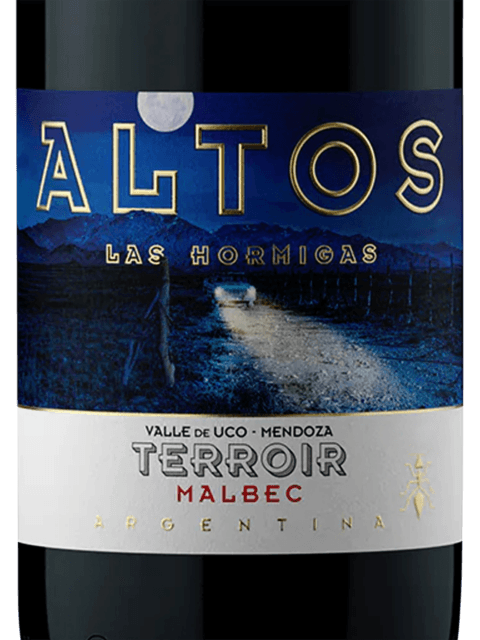 ALTOS
LAS HORMIGAS
VALLE DE UCO - MENDOZA
TERROIR
MALBEC
ARGENTINA